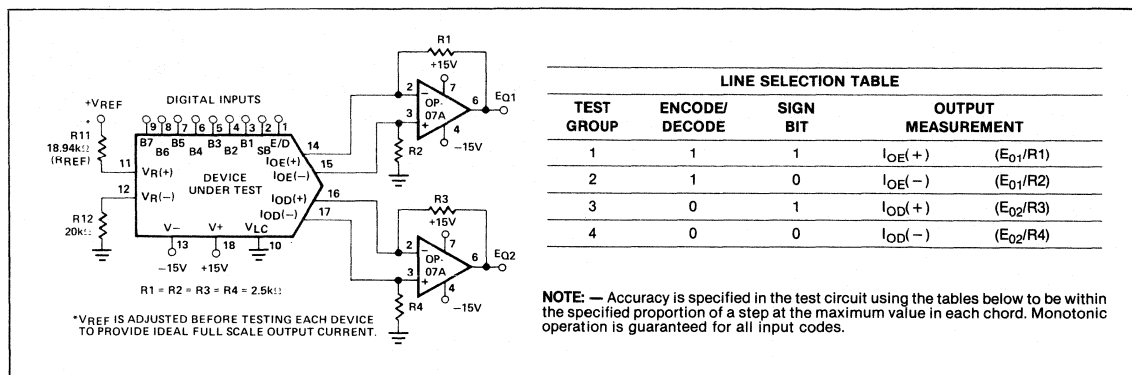 +VREF
*
R11
18.94kΩ
(RREF)
DIGITAL INPUTS
9 8 7 6 5 4 3 2 1
B7 B5 B3 B1 E/D
B6 B4 B2 SB
11
VR(+)
12
VR(-)
R12
20kΩ
DEVICE
UNDER TEST
IOE(+)
IOE(-)
IOD(+)
IOD(-)
14
15
16
17
V- V+ VLC
13 18 10
-15V +15V
R1
+15V
2 7
OP-
07A
6
EO1
3
4
-15V
R2
R3
+15V
2 7
OP-
07A
6
EO2
3
4
-15V
R4
R1 = R2 = R3 = R4 = 2.5kΩ
*VREF IS ADJUSTED BEFORE TESTING EACH DEVICE
TO PROVIDE IDEAL FULL SCALE OUTPUT CURRENT.
LINE SELECTION TABLE
TEST GROUP ENCODE/ DECODE SIGN BIT OUTPUT MEASUREMENT
1 1 1 IOE(+) (E01/R1)
2 1 0 IOE(-) (E01/R2)
3 0 1 IOD(+) (E02/R3)
4 0 0 IOD(-) (E02/R4)
NOTE: — Accuracy is specified in the test circuit using the tables below to be within
the specified proportion of a step at the maximum value in each chord. Monotonic
operation is guaranteed for all input codes.